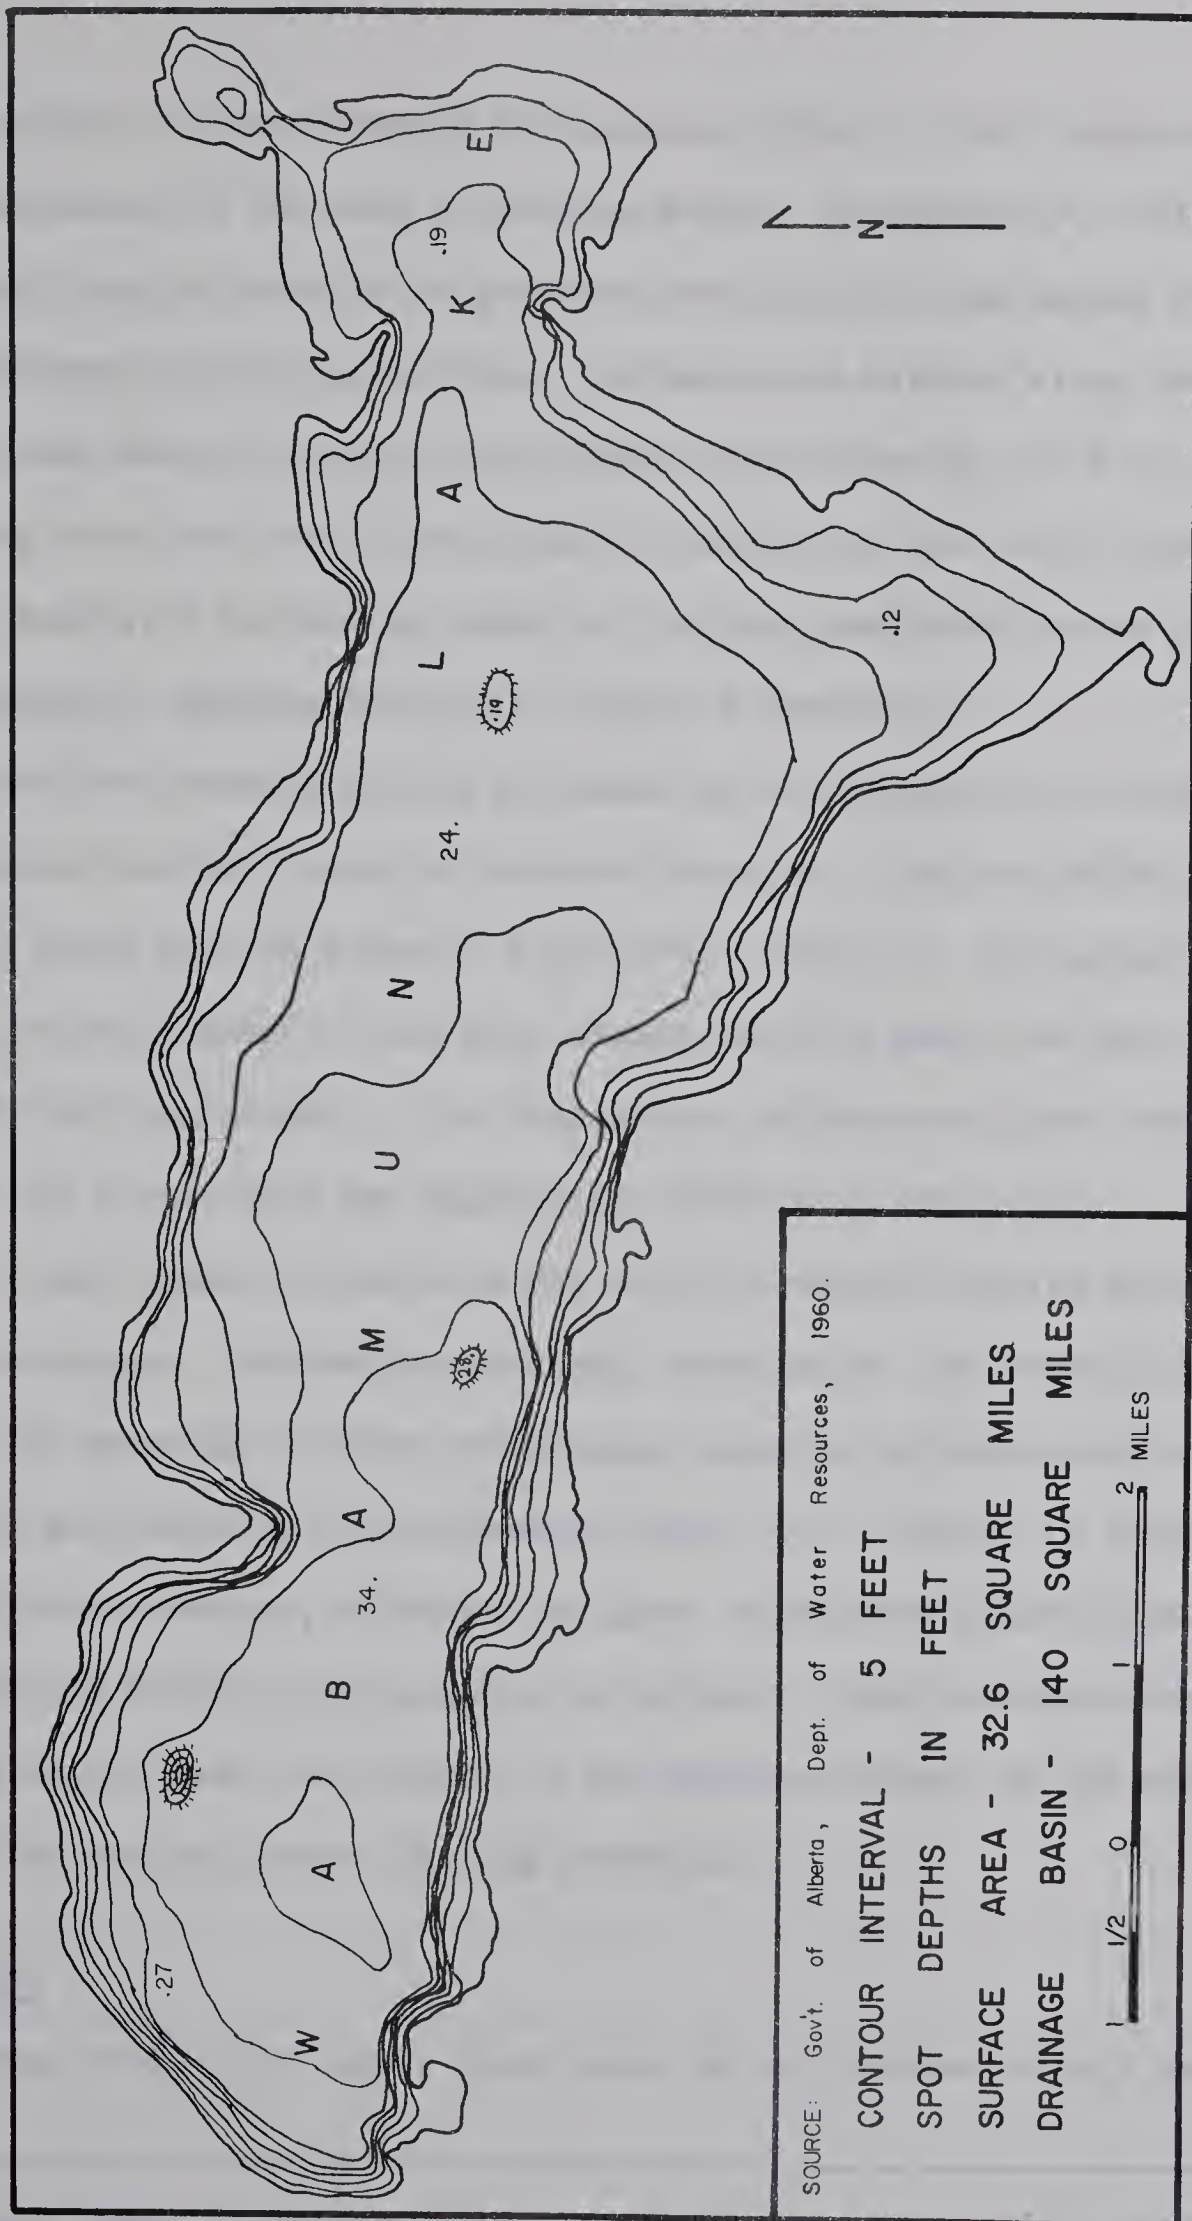 WABAMUN LAKE
.27
34.
.28.
24.
.19
.19
.12
N
SOURCE: Gov't. of Alberta, Dept. of Water Resources, 1960.
CONTOUR INTERVAL - 5 FEET
SPOT DEPTHS IN FEET
SURFACE AREA - 32.6 SQUARE MILES
DRAINAGE BASIN - 140 SQUARE MILES
1 1/2 0 1 2 MILES